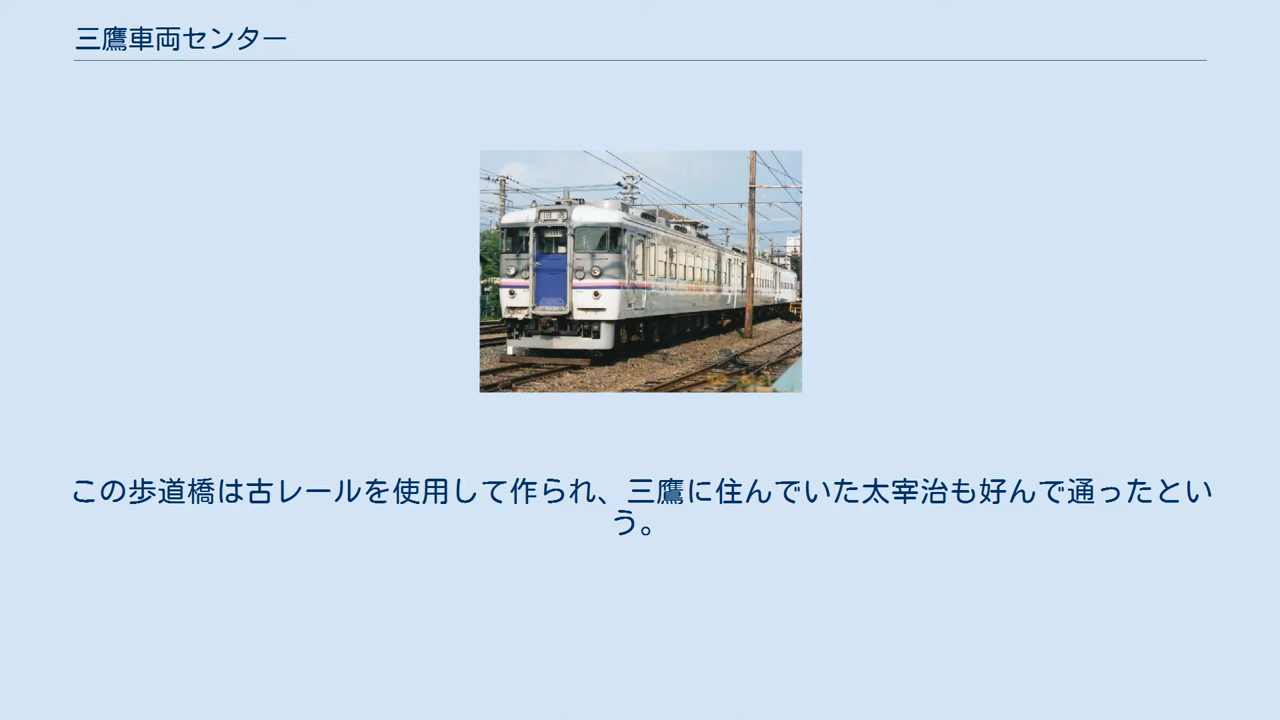 三鷹車両センター
この歩道橋は古レールを使用して作られ、三鷹に住んでいた太宰治も好んで通ったとい
う。